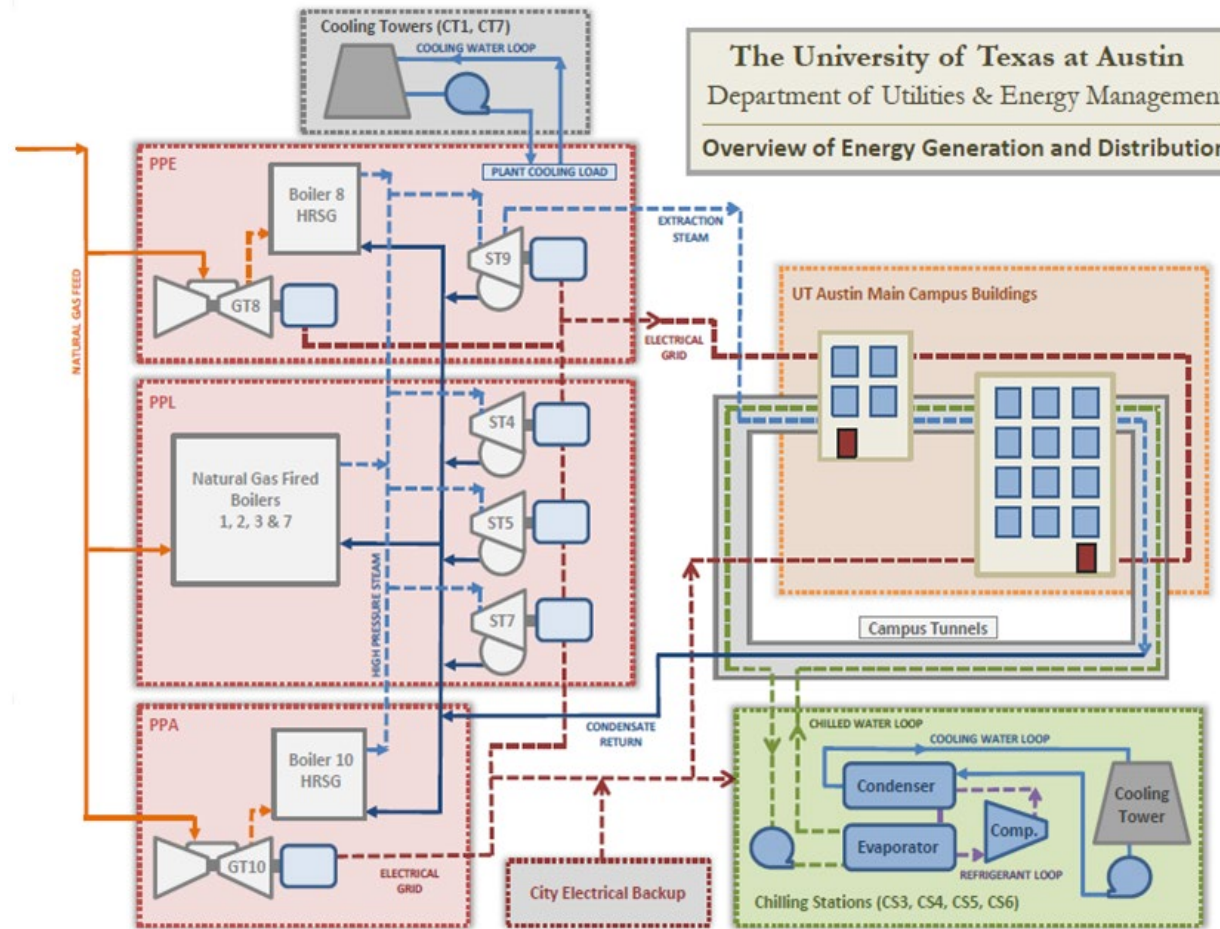 Cooling Towers (CT1, CT7)
COOLING WATER LOOP
PLANT COOLING LOAD
The University of Texas at Austin
Department of Utilities & Energy Management
Overview of Energy Generation and Distribution
NATURAL GAS FEED
PPE
Boiler 8
HRSG
GT8
ST9
EXTRACTION
STEAM
ELECTRICAL
GRID
UT Austin Main Campus Buildings
PPL
Natural Gas Fired
Boilers
1, 2, 3 & 7
HIGH PRESSURE STEAM
ST4
ST5
ST7
Campus Tunnels
PPA
Boiler 10
HRSG
GT10
ELECTRICAL
GRID
CONDENSATE
RETURN
City Electrical Backup
CHILLED WATER LOOP
COOLING WATER LOOP
Condenser
Evaporator
Comp.
Cooling
Tower
REFRIGERANT LOOP
Chilling Stations (CS3, CS4, CS5, CS6)